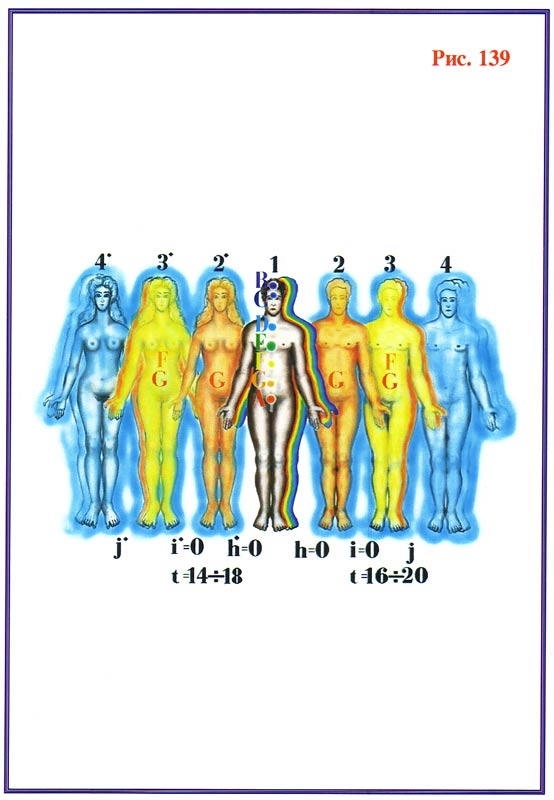 Рис. 139
4• 3• 2• 1 2 3 4
B
C
D
E
F
G
A
F
G
G
G
F
G
j• i•=0 h•=0 h=0 i=0 j
t=14÷18 t=16÷20